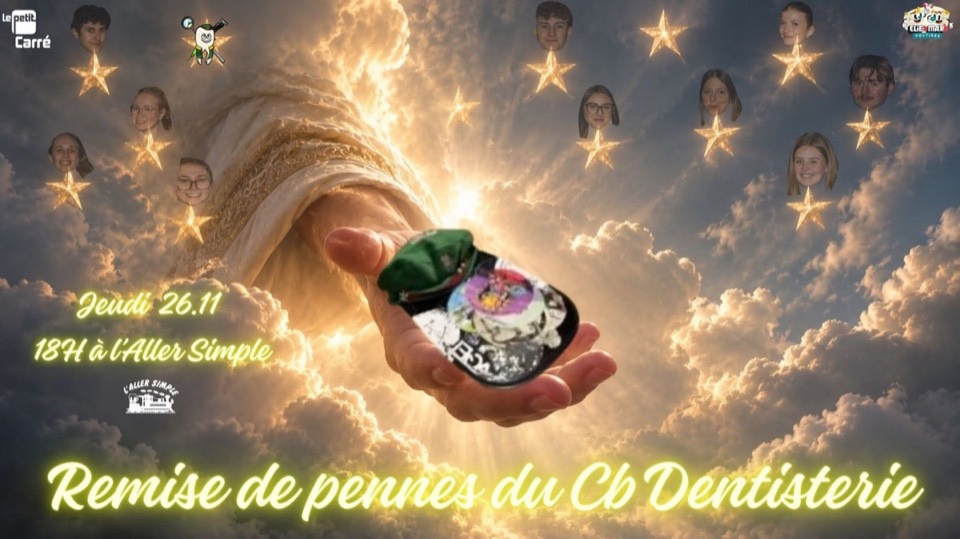 Le petit
Carré
Jeudi 26.11
18H à l'Aller Simple
L'ALLER SIMPLE
Remise de pennes du Cb Dentisterie